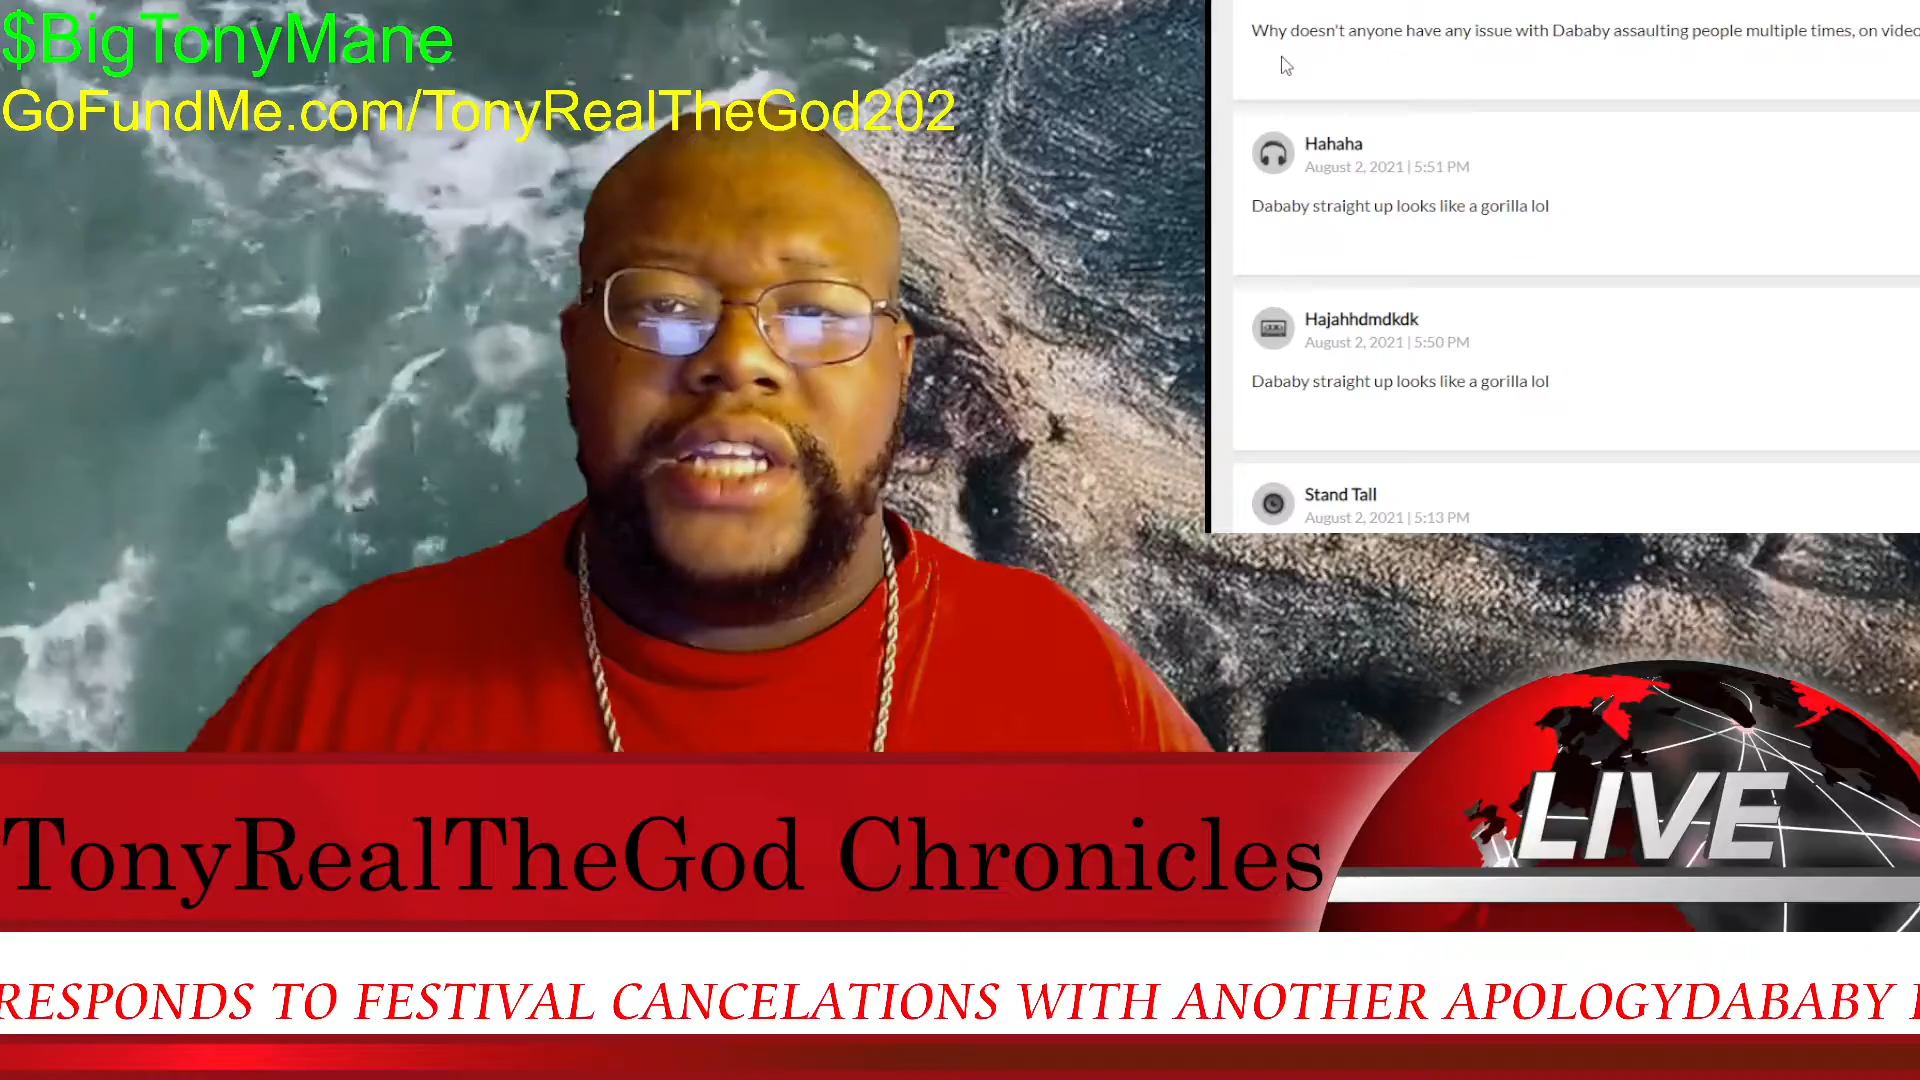 $BigTonyMane
GoFundMe.com/TonyRealTheGod202
Why doesn't anyone have any issue with Dababy assaulting people multiple times, on video
Hahaha
August 2, 2021 | 5:51 PM
Dababy straight up looks like a gorilla lol
Hajahhdmdkdk
August 2, 2021 | 5:50 PM
Dababy straight up looks like a gorilla lol
Stand Tall
August 2, 2021 | 5:13 PM
LIVE
TonyRealTheGod Chronicles
RESPONDS TO FESTIVAL CANCELATIONS WITH ANOTHER APOLOGYDABABY